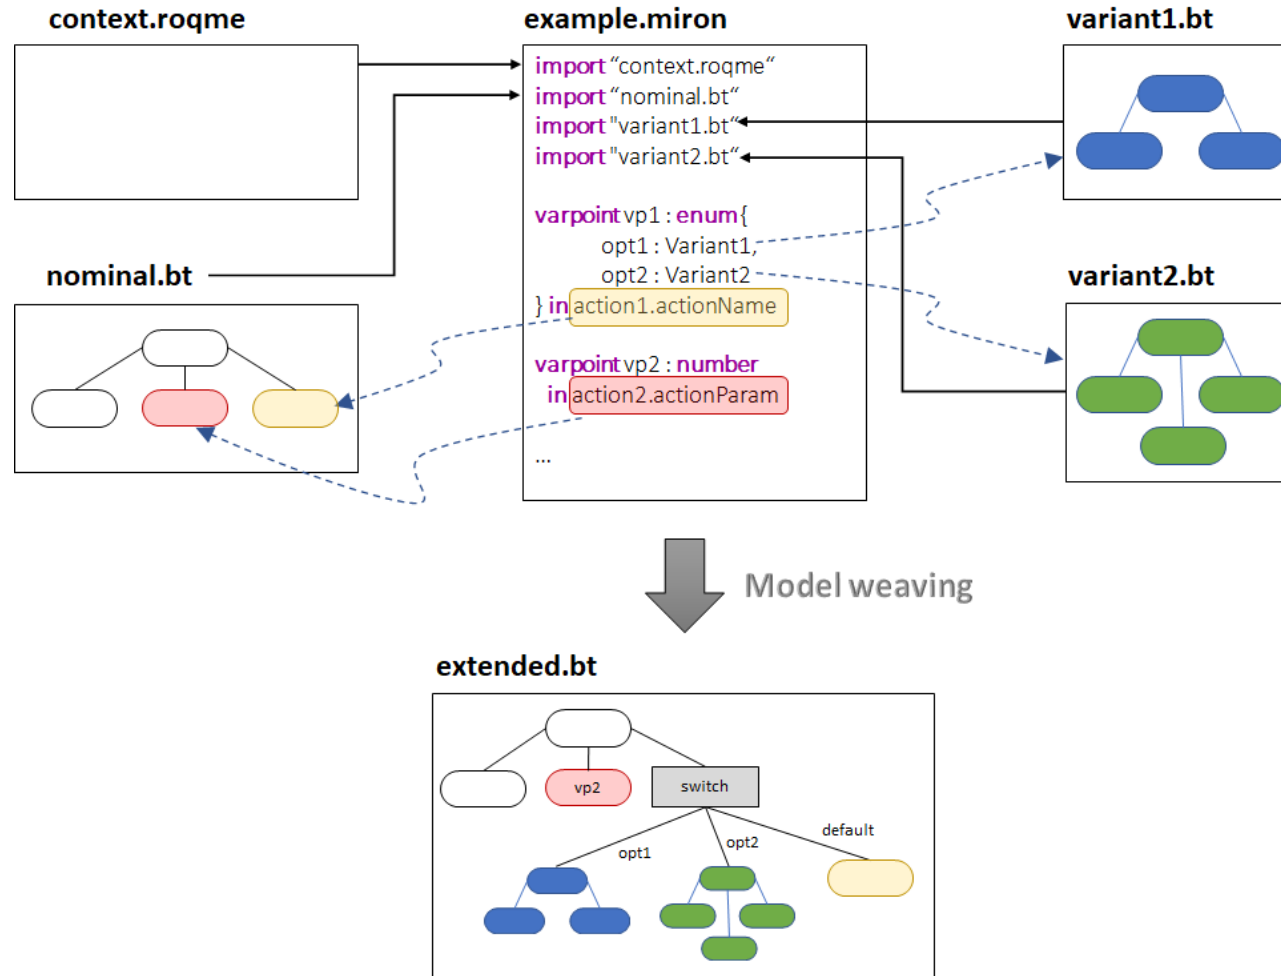 context.roqme
example.miron
variant1.bt
import “context.roqme“
import “nominal.bt“
import "variant1.bt“
import "variant2.bt“
varpoint vp1 : enum {
opt1 : Variant1,
opt2 : Variant2
} in action1.actionName
varpoint vp2 : number
in action2.actionParam
...
nominal.bt
variant2.bt
Model weaving
extended.bt
vp2
switch
opt1
opt2
default